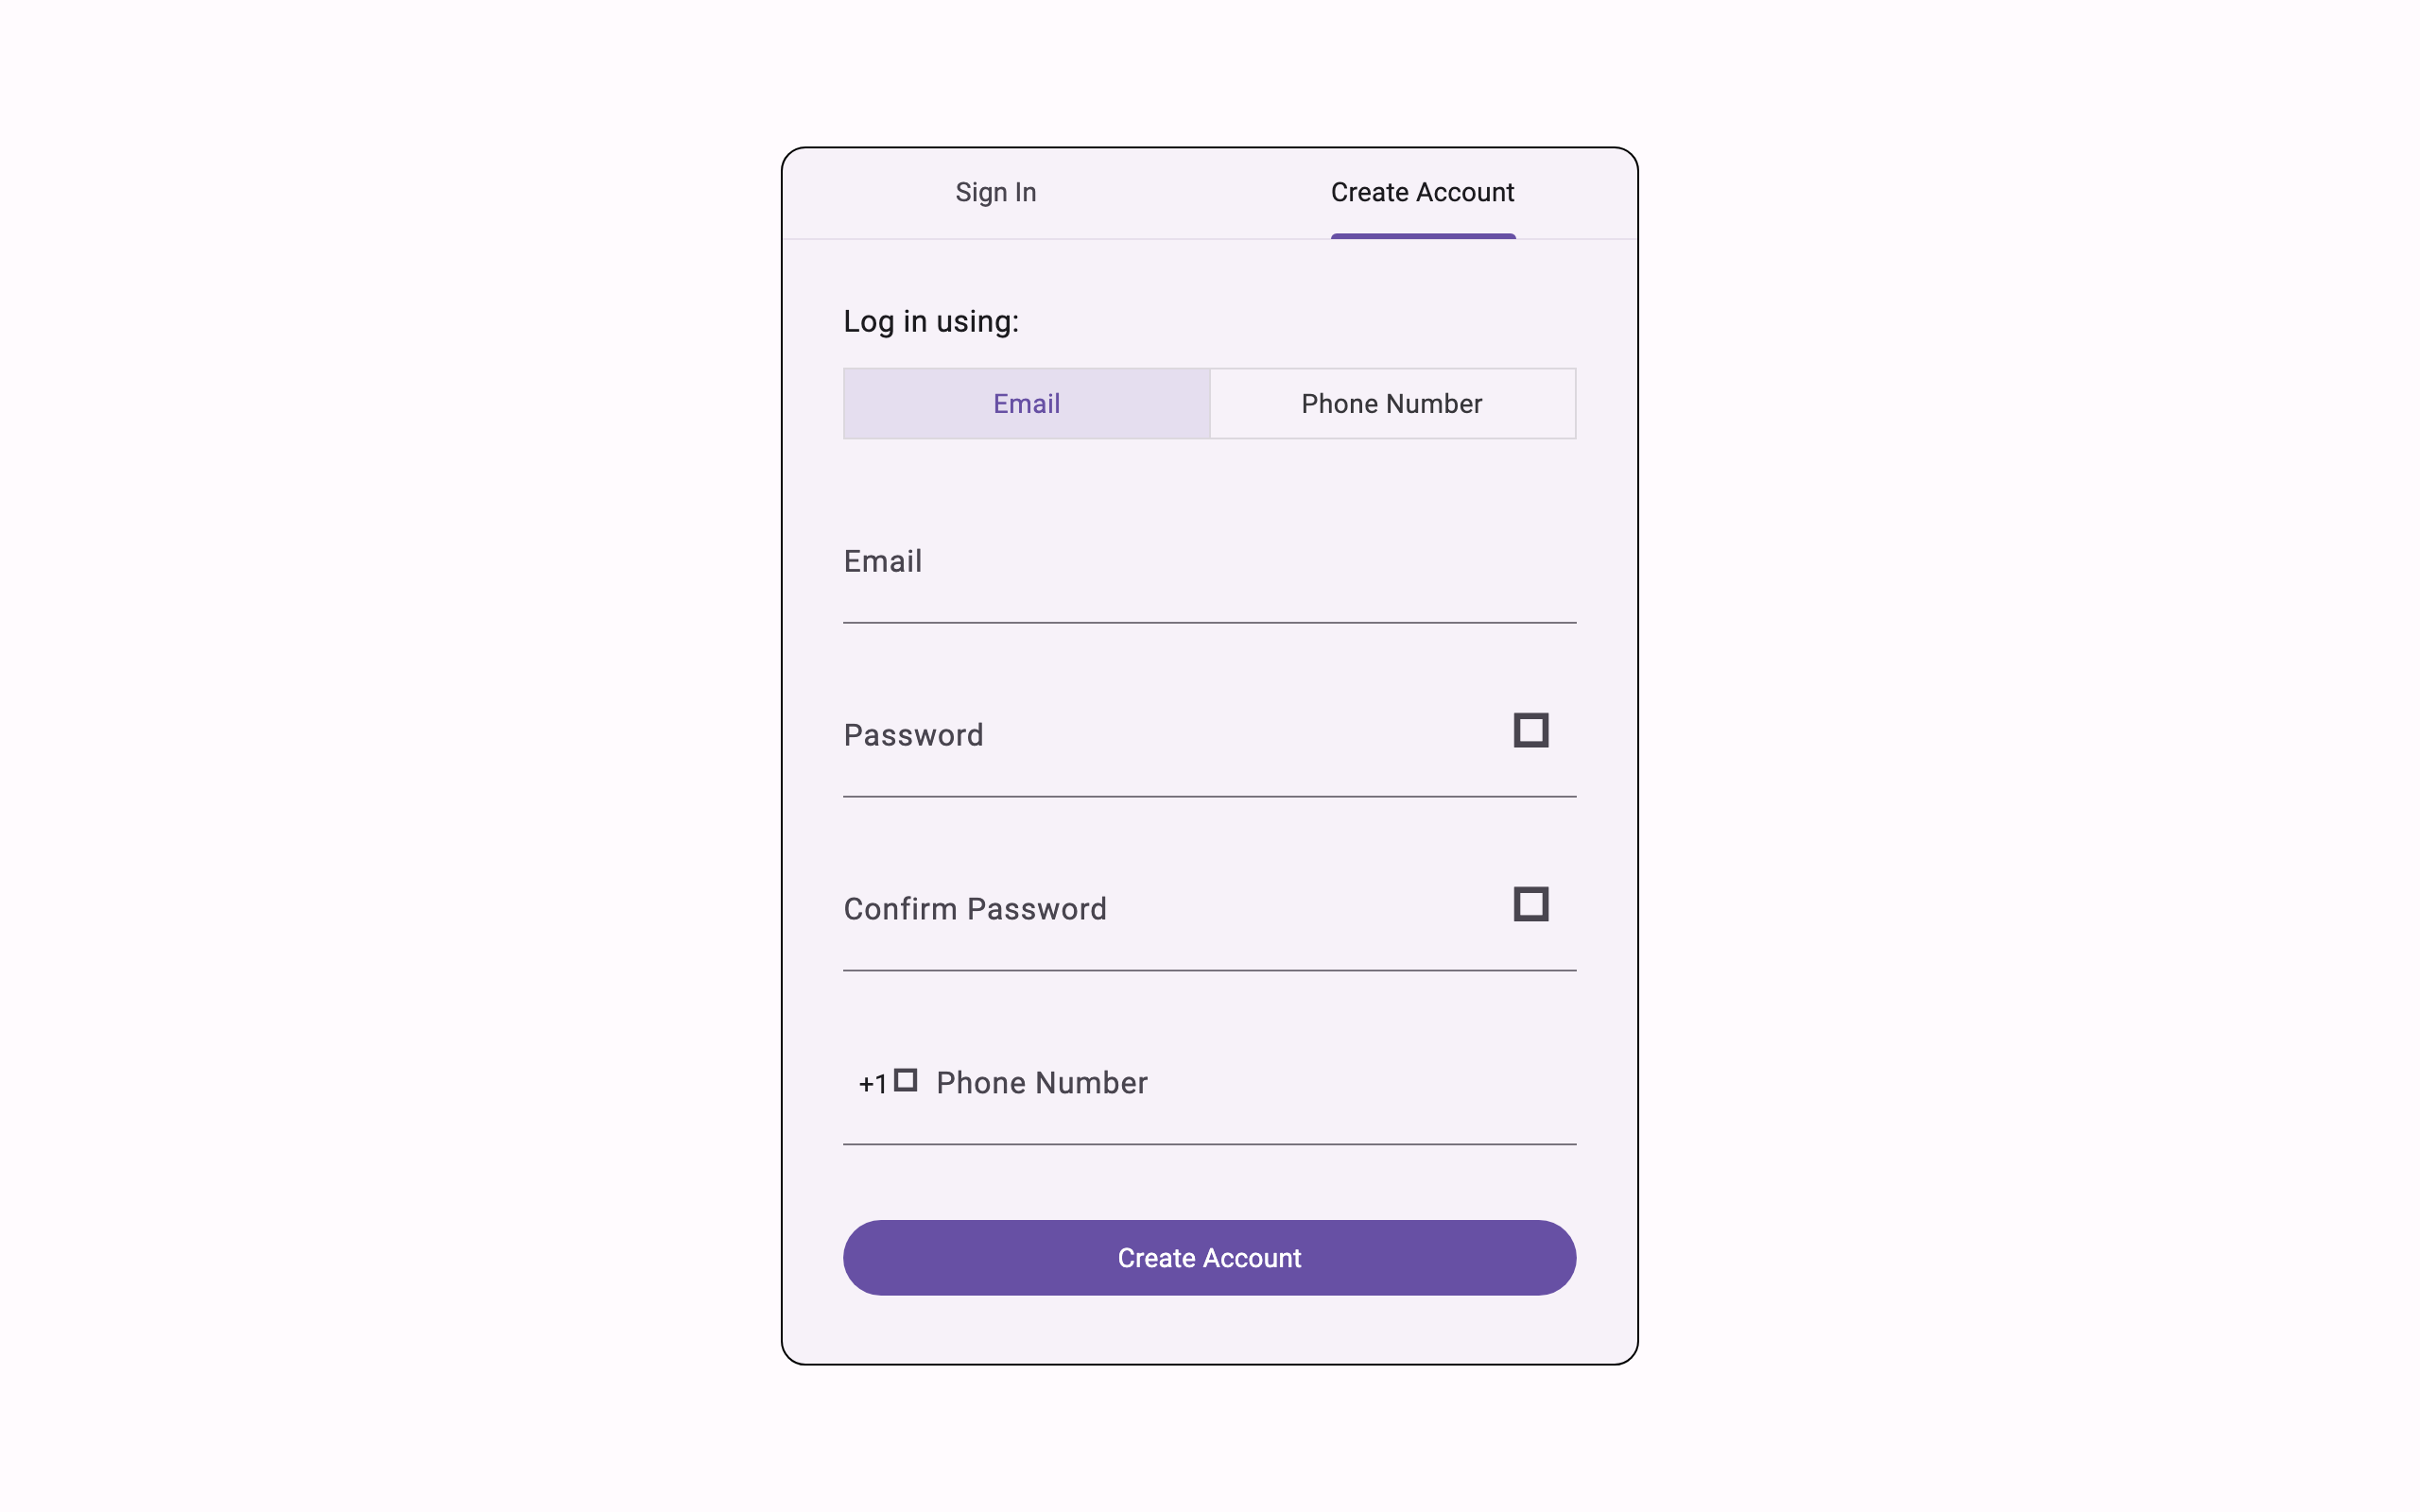 Sign In
Create Account
Log in using:
Email
Phone Number
Email
Password
Confirm Password
+1 Phone Number
Create Account